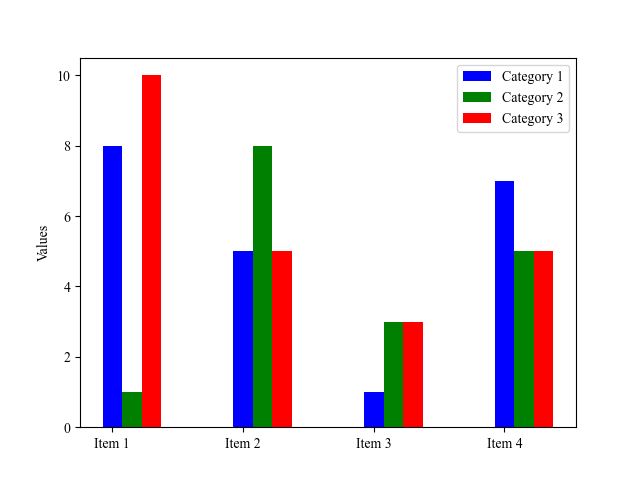 10
8
6
4
2
0
Values
Category 1
Category 2
Category 3
Item 1
Item 2
Item 3
Item 4